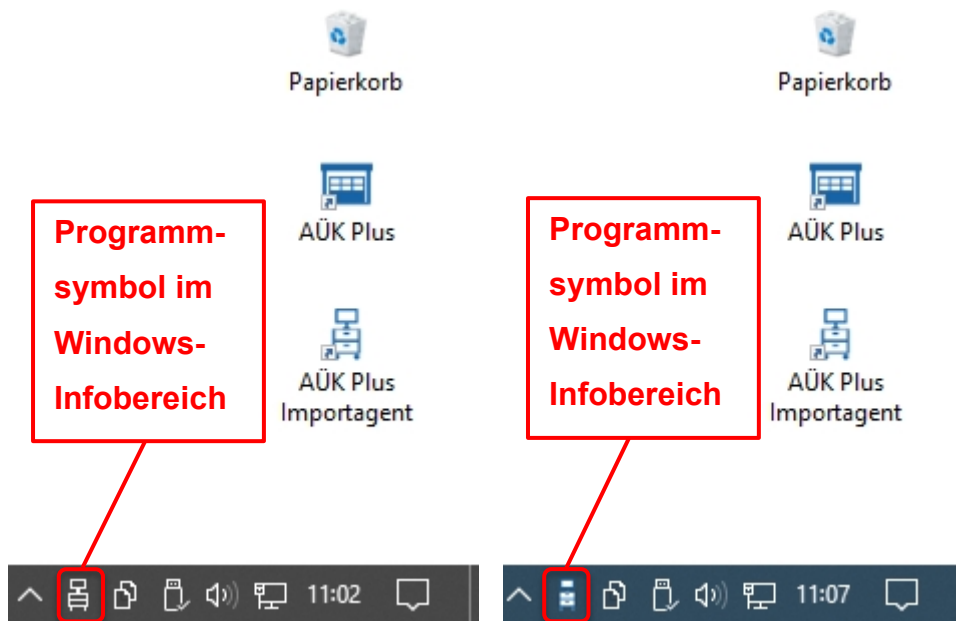 Papierkorb
AÜK Plus
Programm-
symbol im
Windows-
Infobereich
AÜK Plus
Importagent
11:02
Papierkorb
AÜK Plus
Programm-
symbol im
Windows-
Infobereich
AÜK Plus
Importagent
11:07